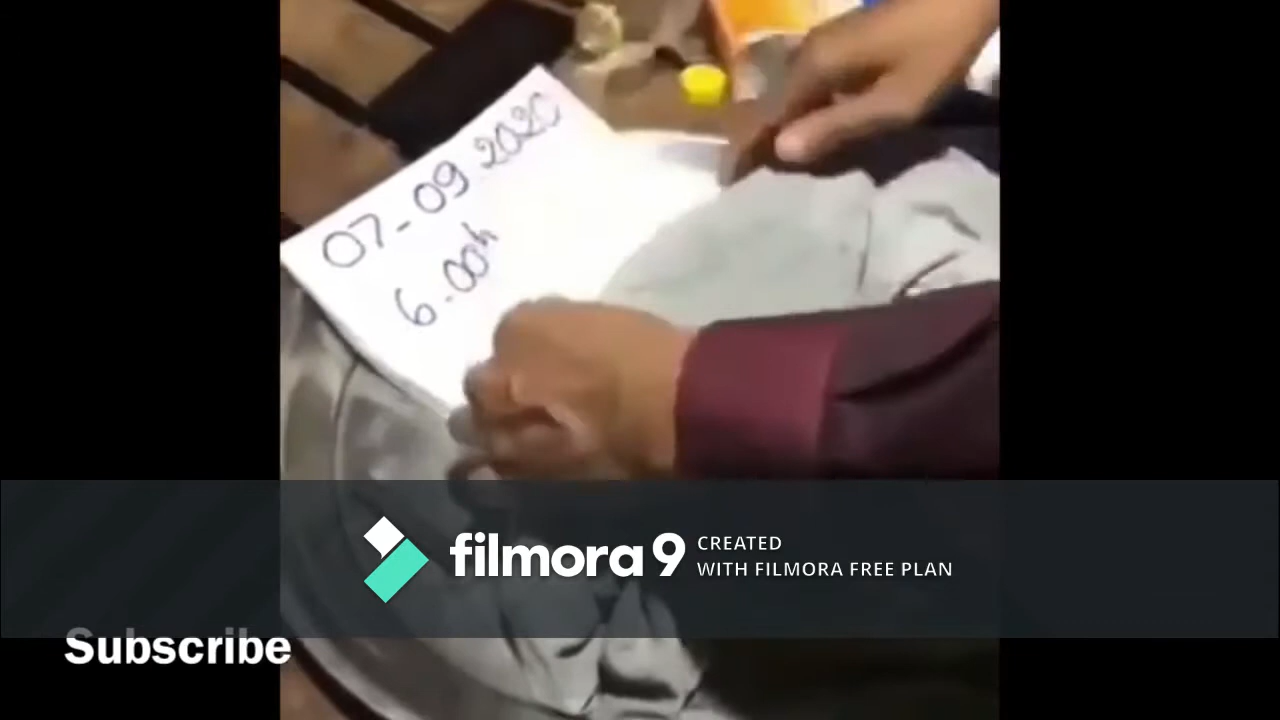 07-09 2020
6.00h
filmora 9
CREATED
WITH FILMORA FREE PLAN
Subscribe